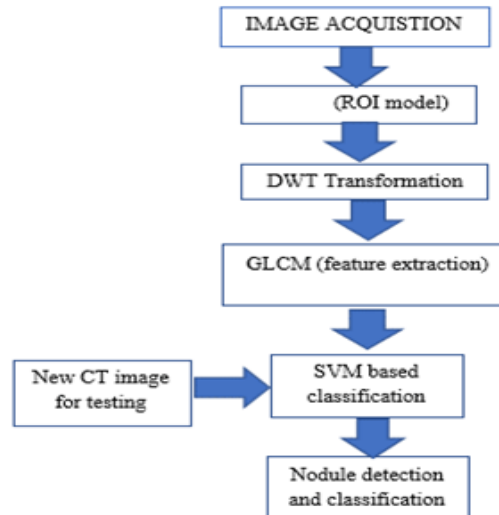 IMAGE ACQUISTION
(ROI model)
DWT Transformation
GLCM (feature extraction)
New CT image
for testing
SVM based
classification
Nodule detection
and classification